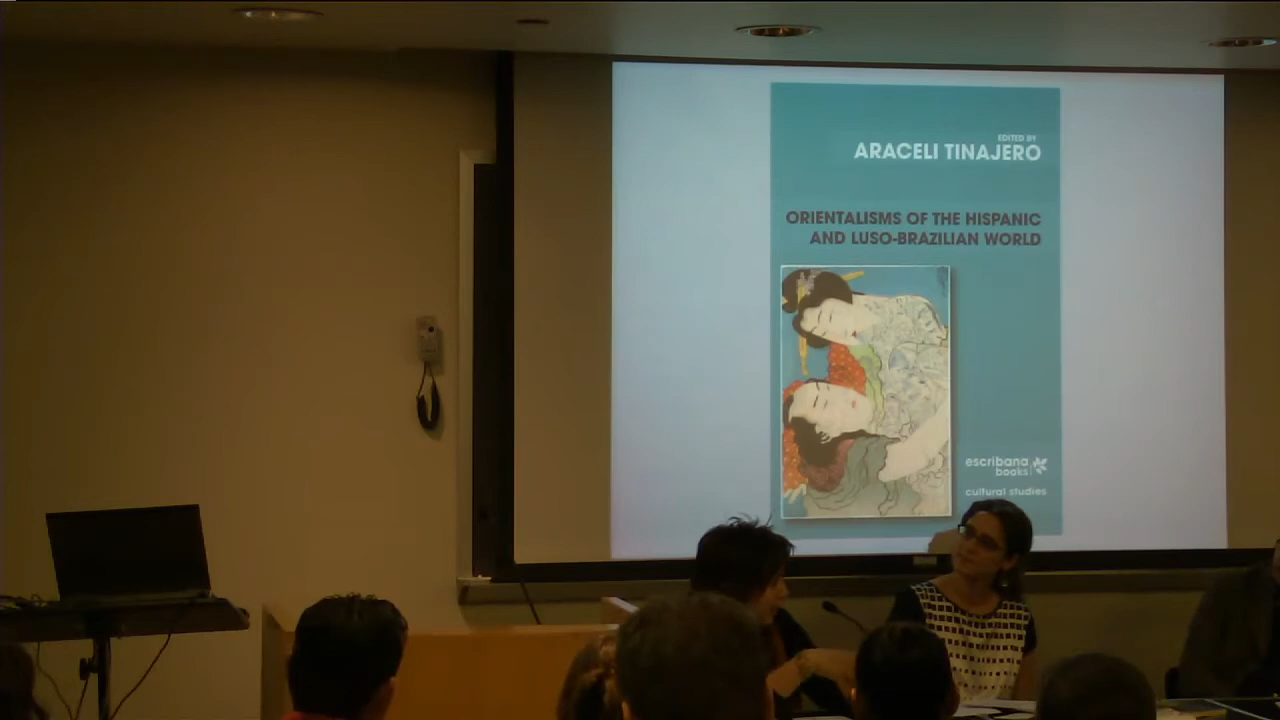 EDITED BY
ARACELI TINAJERO
ORIENTALISMS OF THE HISPANIC
AND LUSO-BRAZILIAN WORLD
escribana
books
cultural studies